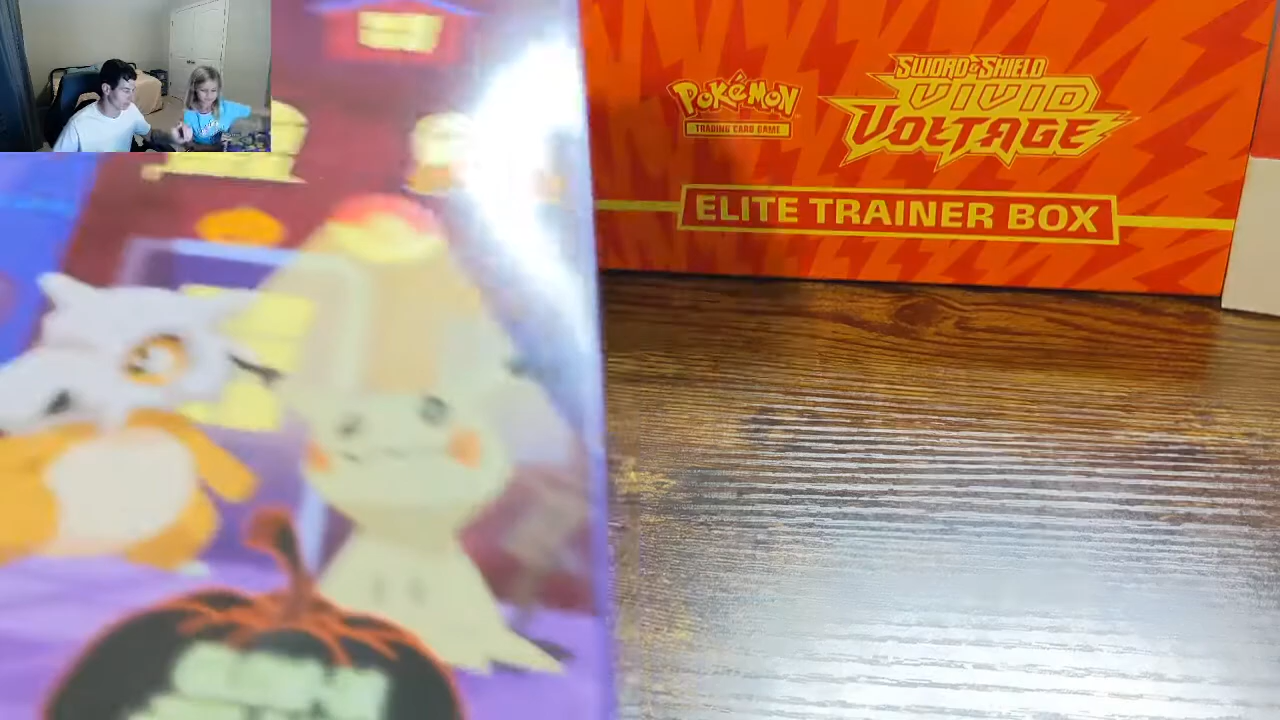 POKéMON
TRADING CARD GAME
SWORD & SHIELD
VIVID
VOLTAGE
ELITE TRAINER BOX